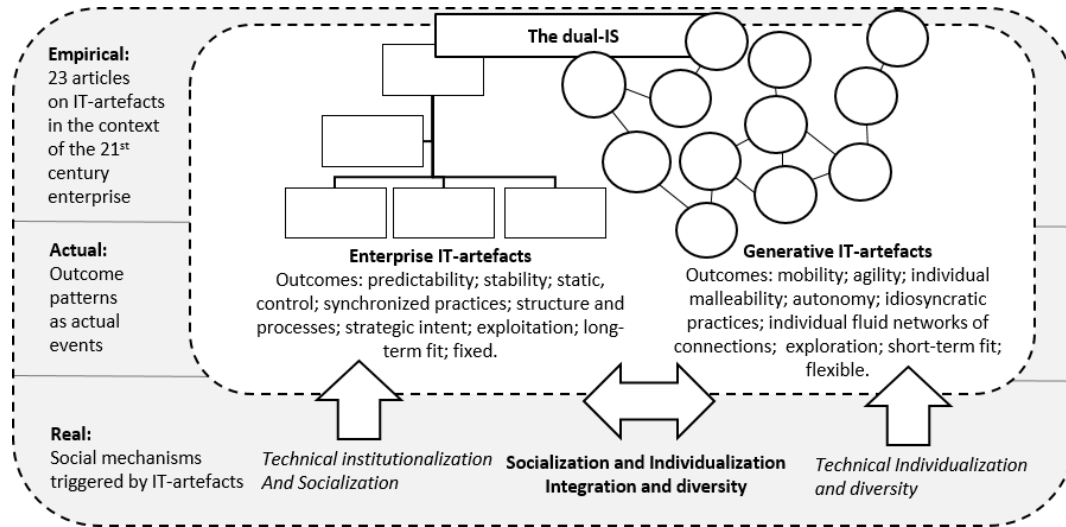 The dual-IS
Empirical:
23 articles
on IT-artefacts
in the context
of the 21st
century
enterprise
Actual:
Outcome
patterns
as actual
events
Enterprise IT-artefacts
Outcomes: predictability; stability; static,
control; synchronized practices; structure and
processes; strategic intent; exploitation; long-
term fit; fixed.
Generative IT-artefacts
Outcomes: mobility; agility; individual
malleability; autonomy; idiosyncratic
practices; individual fluid networks of
connections; exploration; short-term fit;
flexible.
Real:
Social mechanisms
triggered by IT-artefacts
Technical institutionalization
And Socialization
Socialization and Individualization
Integration and diversity
Technical Individualization
and diversity